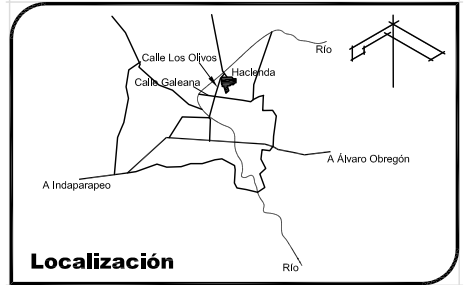 Río
Calle Los Olivos
Hacienda
Calle Galeana
A Álvaro Obregón
A Indaparapeo
Río
Localización